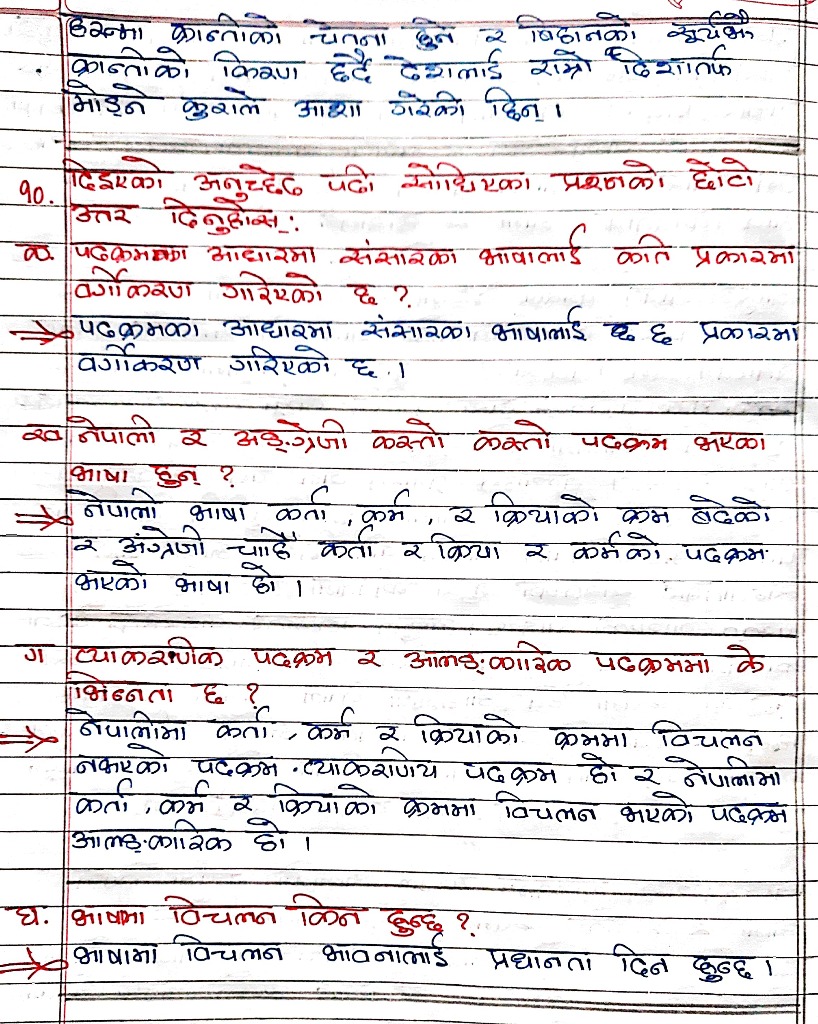 क्रान्तीको चेतना हुन र बिहानको सूर्यभै
क्रान्तीको किरण छर्दै देशलाई राम्रो दिशातर्फ
मोड्ने कुराले आशा गरेकी छिन् ।
१०. दिइएको अनुच्छेद पढी सोधिएका प्रश्नको छोटो
उत्तर दिनुहोस् :
क. पदक्रमका आधारमा संसारका भाषालाई कति प्रकारमा
वर्गीकरण गरिएको छ ?
पदक्रमका आधारमा संसारका भाषालाई छ प्रकारमा
वर्गीकरण गरिएको छ ।
ख नेपाली र अङ्ग्रेजी कस्तो कस्तो पदक्रम भएका
भाषा हुन् ?
नेपाली भाषा कर्ता, कर्म, र क्रियाको क्रम
र अंग्रेजी चाहिँ कर्ता र क्रिया र कर्मको पदक्रम
भएको भाषा हो ।
ग व्याकरणीक पदक्रम र आलङ्कारिक पदक्रममा के
भिन्नता छ ?
नेपालीमा कर्ता, कर्म र क्रियाको क्रममा विचलन
नभएको पदक्रम व्याकरणिय पदक्रम हो र नेपालीमा
कर्ता, कर्म र क्रियाको क्रममा विचलन भएको पदक्रम
आलङ्कारिक हो ।
घ. भाषामा विचलन किन हुन्छ ?
भाषामा विचलन भावनालाई प्रधानता दिन हुन्छ ।